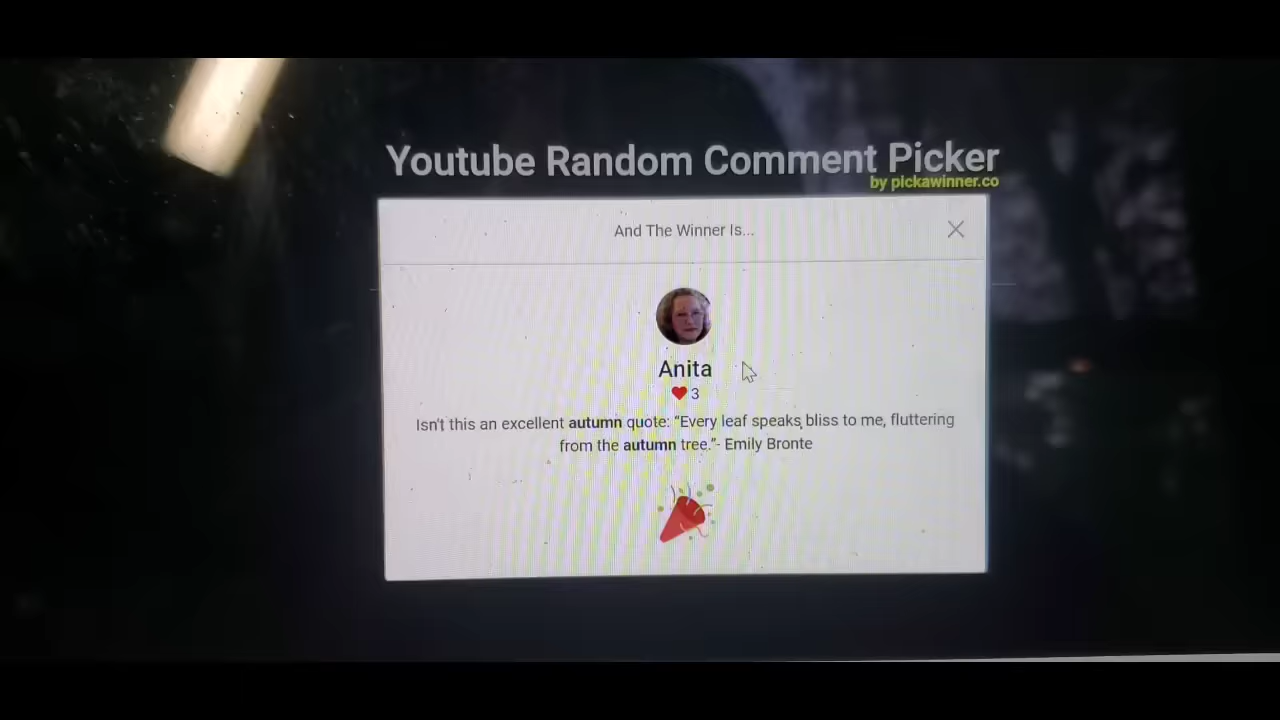 Youtube Random Comment Picker
by pickawinner.co
And The Winner Is...
Anita
3
Isn't this an excellent autumn quote: “Every leaf speaks bliss to me, fluttering
from the autumn tree.”- Emily Bronte